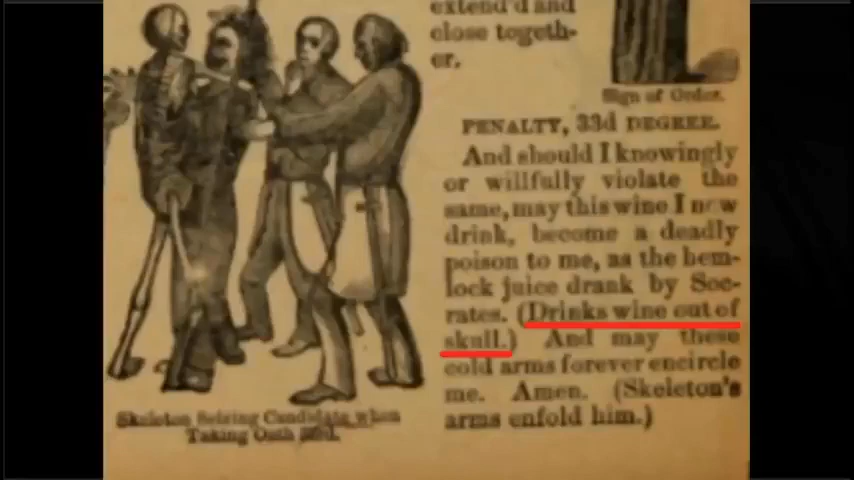 extend'd and
close togeth-
er.
Sign of Order.
PENALTY, 33d DEGREE.
And should I knowingly
or willfully violate the
same, may this wine I now
drink, become a deadly
poison to me, as the hem-
lock juice drank by Soc-
rates. (Drinks wine out of
skull.) And may these
cold arms forever encircle
me. Amen. (Skeleton's
arms enfold him.)
Skeleton Seizing Candidate when
Taking Oath